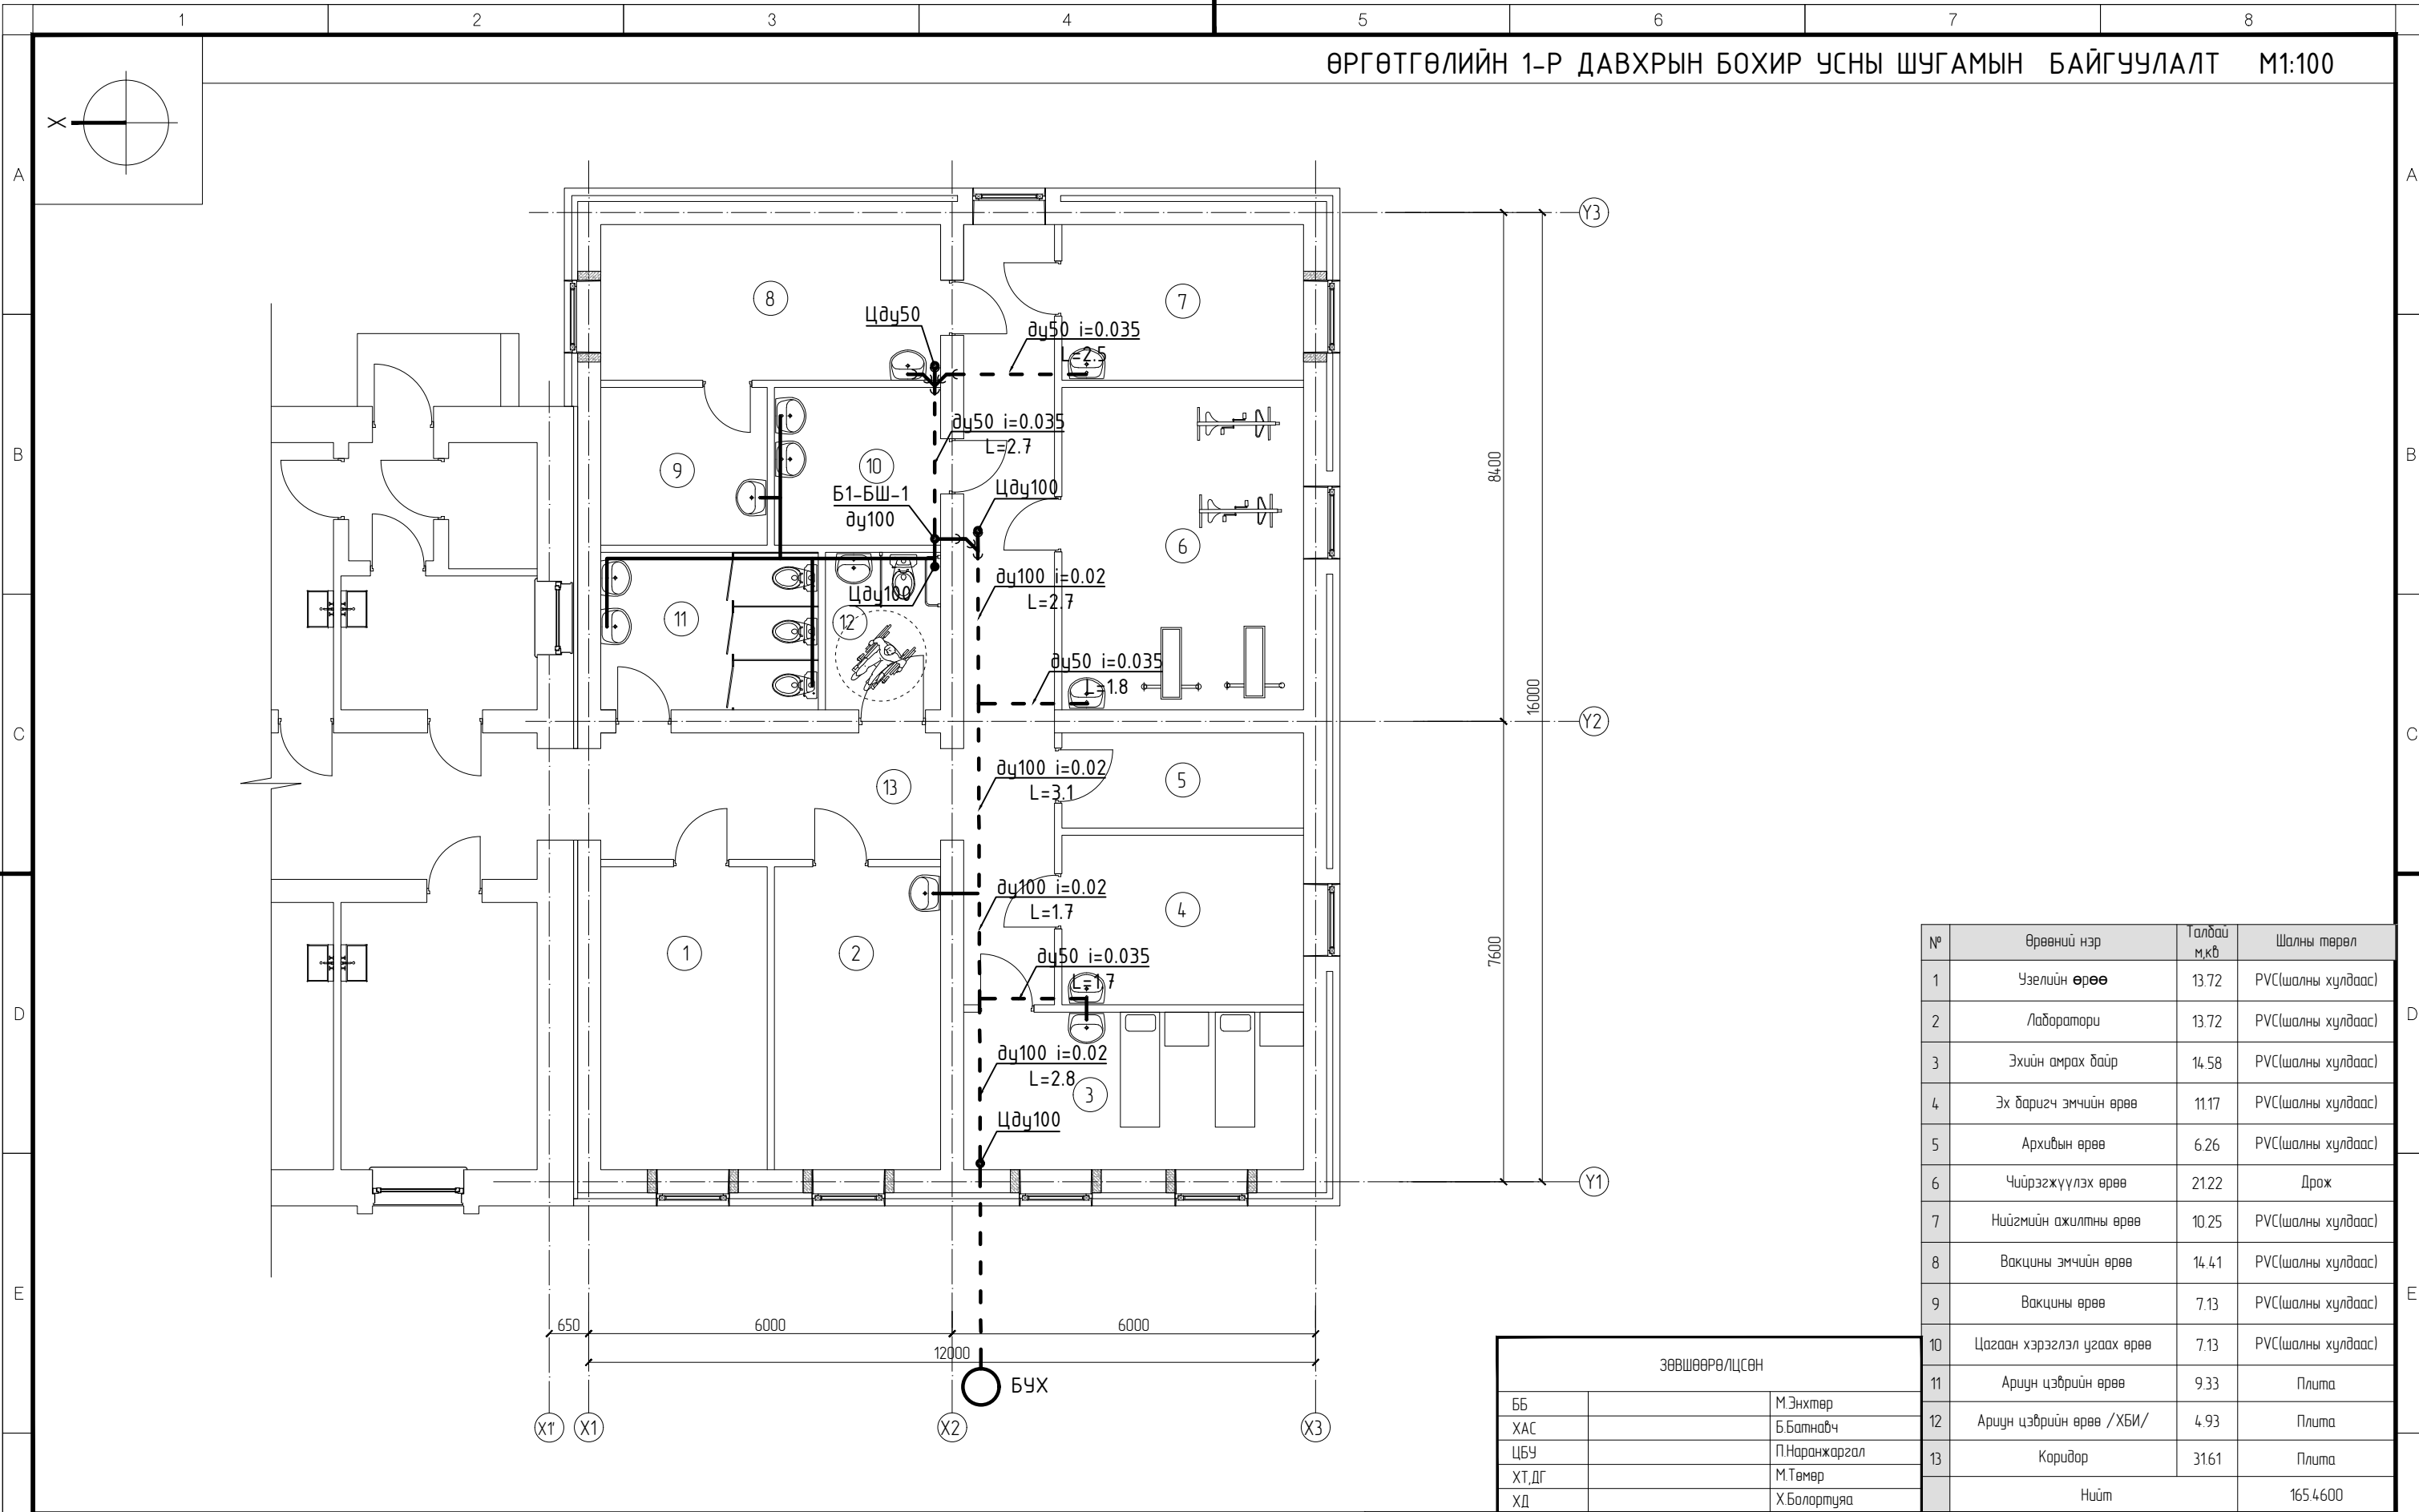 1 2 3 4 5 6 7 8
ӨРГӨТГӨЛИЙН 1-Р ДАВХРЫН БОХИР УСНЫ ШУГАМЫН БАЙГУУЛАЛТ М1:100
Х
A
A
Y3
8
7
Цду50
ду50 i=0.035
L=2.5
ду50 i=0.035
L=2.7
B
B
8400
9
10
Б1-БШ-1
ду100
Цду100
6
ду100 i=0.02
L=2.7
Цду100
11
12
ду50 i=0.035
L=1.8
16000
Y2
C
C
ду100 i=0.02
L=3.1
5
13
ду100 i=0.02
L=1.7
4
1
2
7600
ду50 i=0.035
L=1.7
D
D
ду100 i=0.02
L=2.8
3
Цду100
Y1
E
E
650 6000 6000
12000
БУХ
X1' X1 X2 X3
№ Өрөөний нэр Талбай м,кв Шалны төрөл
1 Узелийн өрөө 13.72 PVC(шалны хулдаас)
2 Лаборатори 13.72 PVC(шалны хулдаас)
3 Эхийн амрах байр 14.58 PVC(шалны хулдаас)
4 Эх баригч эмчийн өрөө 11.17 PVC(шалны хулдаас)
5 Архивын өрөө 6.26 PVC(шалны хулдаас)
6 Чийрэгжүүлэх өрөө 21.22 Дрож
7 Нийгмийн ажилтны өрөө 10.25 PVC(шалны хулдаас)
8 Вакцины эмчийн өрөө 14.41 PVC(шалны хулдаас)
9 Вакцины өрөө 7.13 PVC(шалны хулдаас)
10 Цагаан хэрэглэл угаах өрөө 7.13 PVC(шалны хулдаас)
11 Ариун цэврийн өрөө 9.33 Плита
12 Ариун цэврийн өрөө /ХБИ/ 4.93 Плита
13 Коридор 31.61 Плита
Нийт 165.4600
ЗӨВШӨӨРӨЛЦСӨН
ББ М.Энхтөр
ХАС Б.Батнавч
ЦБУ П.Наранжаргал
ХТ,ДГ М.Төмөр
ХД Х.Болортуяа